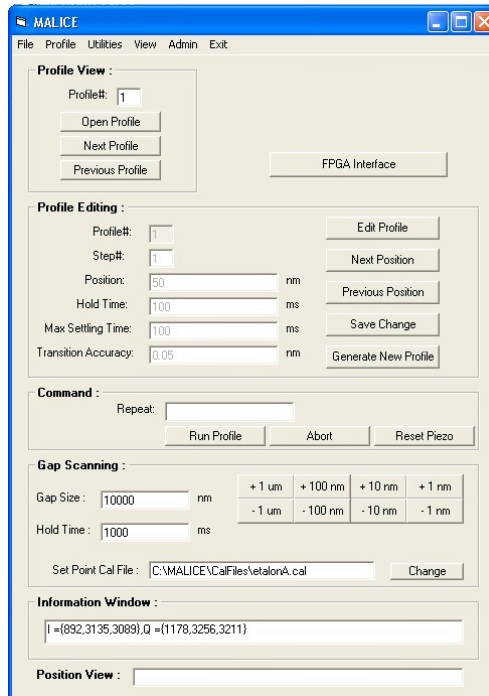 MALICE
File Profile Utilities View Admin Exit
Profile View :
Profile#: 1
Open Profile
Next Profile
Previous Profile
FPGA Interface
Profile Editing :
Profile#: 1
Edit Profile
Step#: 1
Next Position
Position: 50 nm
Previous Position
Hold Time: 100 ms
Max Settling Time: 100 ms
Save Change
Transition Accuracy: 0.05 nm
Generate New Profile
Command :
Repeat:
Run Profile Abort Reset Piezo
Gap Scanning :
+ 1 um + 100 nm + 10 nm + 1 nm
Gap Size : 10000 nm
- 1 um - 100 nm - 10 nm - 1 nm
Hold Time : 1000 ms
Set Point Cal File : C:\MALICE\CalFiles\etalonA.cal Change
Information Window :
I ={892,3135,3089},Q ={1178,3256,3211}
Position View :